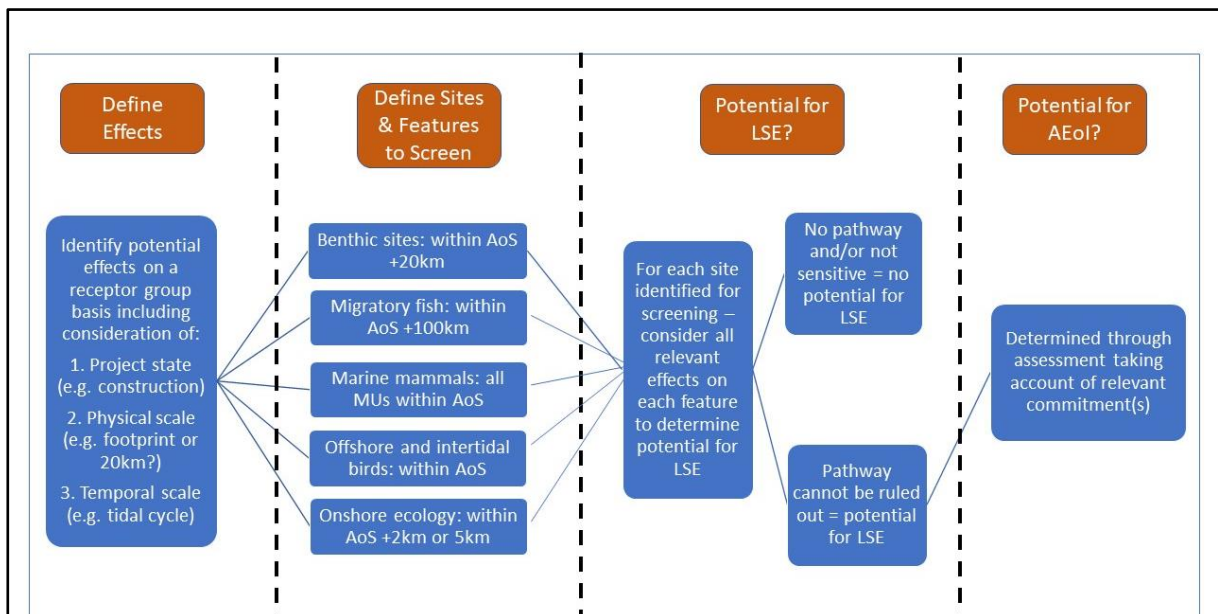 Define
Effects
Define Sites
& Features
to Screen
Potential for
LSE?
Potential for
AEoI?
Identify potential
effects on a
receptor group
basis including
consideration of:
1. Project state
(e.g. construction)
2. Physical scale
(e.g. footprint or
20km?)
3. Temporal scale
(e.g. tidal cycle)
Benthic sites: within AoS
+20km
Migratory fish: within
AoS +100km
Marine mammals: all
MUs within AoS
Offshore and intertidal
birds: within AoS
Onshore ecology: within
AoS +2km or 5km
For each site
identified for
screening –
consider all
relevant
effects on
each feature
to determine
potential for
LSE
No pathway
and/or not
sensitive = no
potential for
LSE
Pathway
cannot be ruled
out = potential
for LSE
Determined through
assessment taking
account of relevant
commitment(s)